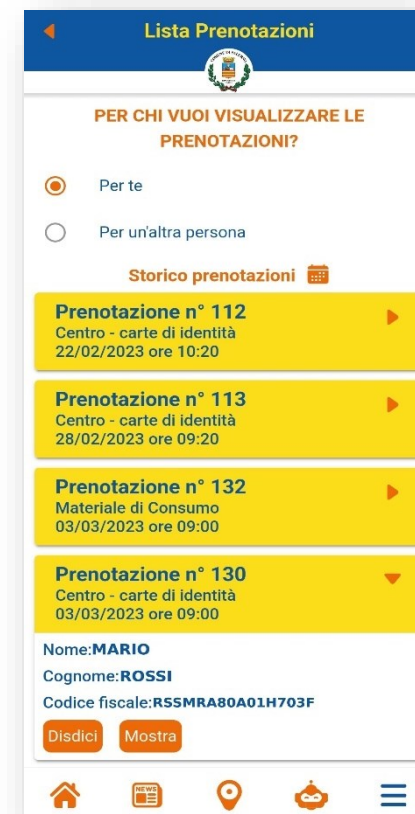 Lista Prenotazioni
PER CHI VUOI VISUALIZZARE LE
PRENOTAZIONI?
Per te
Per un'altra persona
Storico prenotazioni
Prenotazione n° 112
Centro - carte di identità
22/02/2023 ore 10:20
Prenotazione n° 113
Centro - carte di identità
28/02/2023 ore 09:20
Prenotazione n° 132
Materiale di Consumo
03/03/2023 ore 09:00
Prenotazione n° 130
Centro - carte di identità
03/03/2023 ore 09:00
Nome:MARIO
Cognome:ROSSI
Codice fiscale:RSSMRA80A01H703F
Disdici Mostra
NEWS